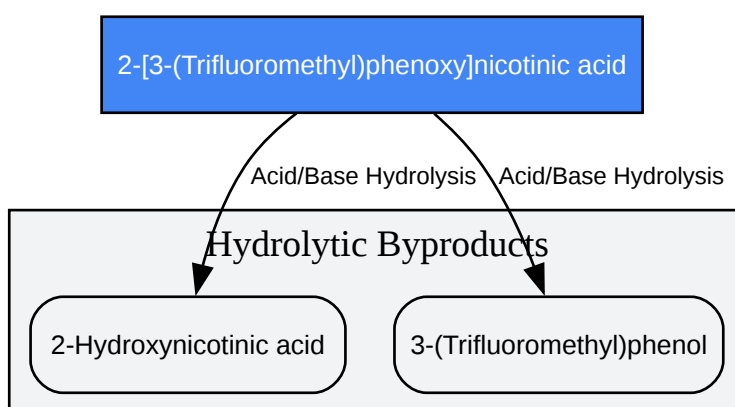 2-[3-(Trifluoromethyl)phenoxy]nicotinic acid
Acid/Base Hydrolysis
Acid/Base Hydrolysis
Hydrolytic Byproducts
2-Hydroxynicotinic acid
3-(Trifluoromethyl)phenol